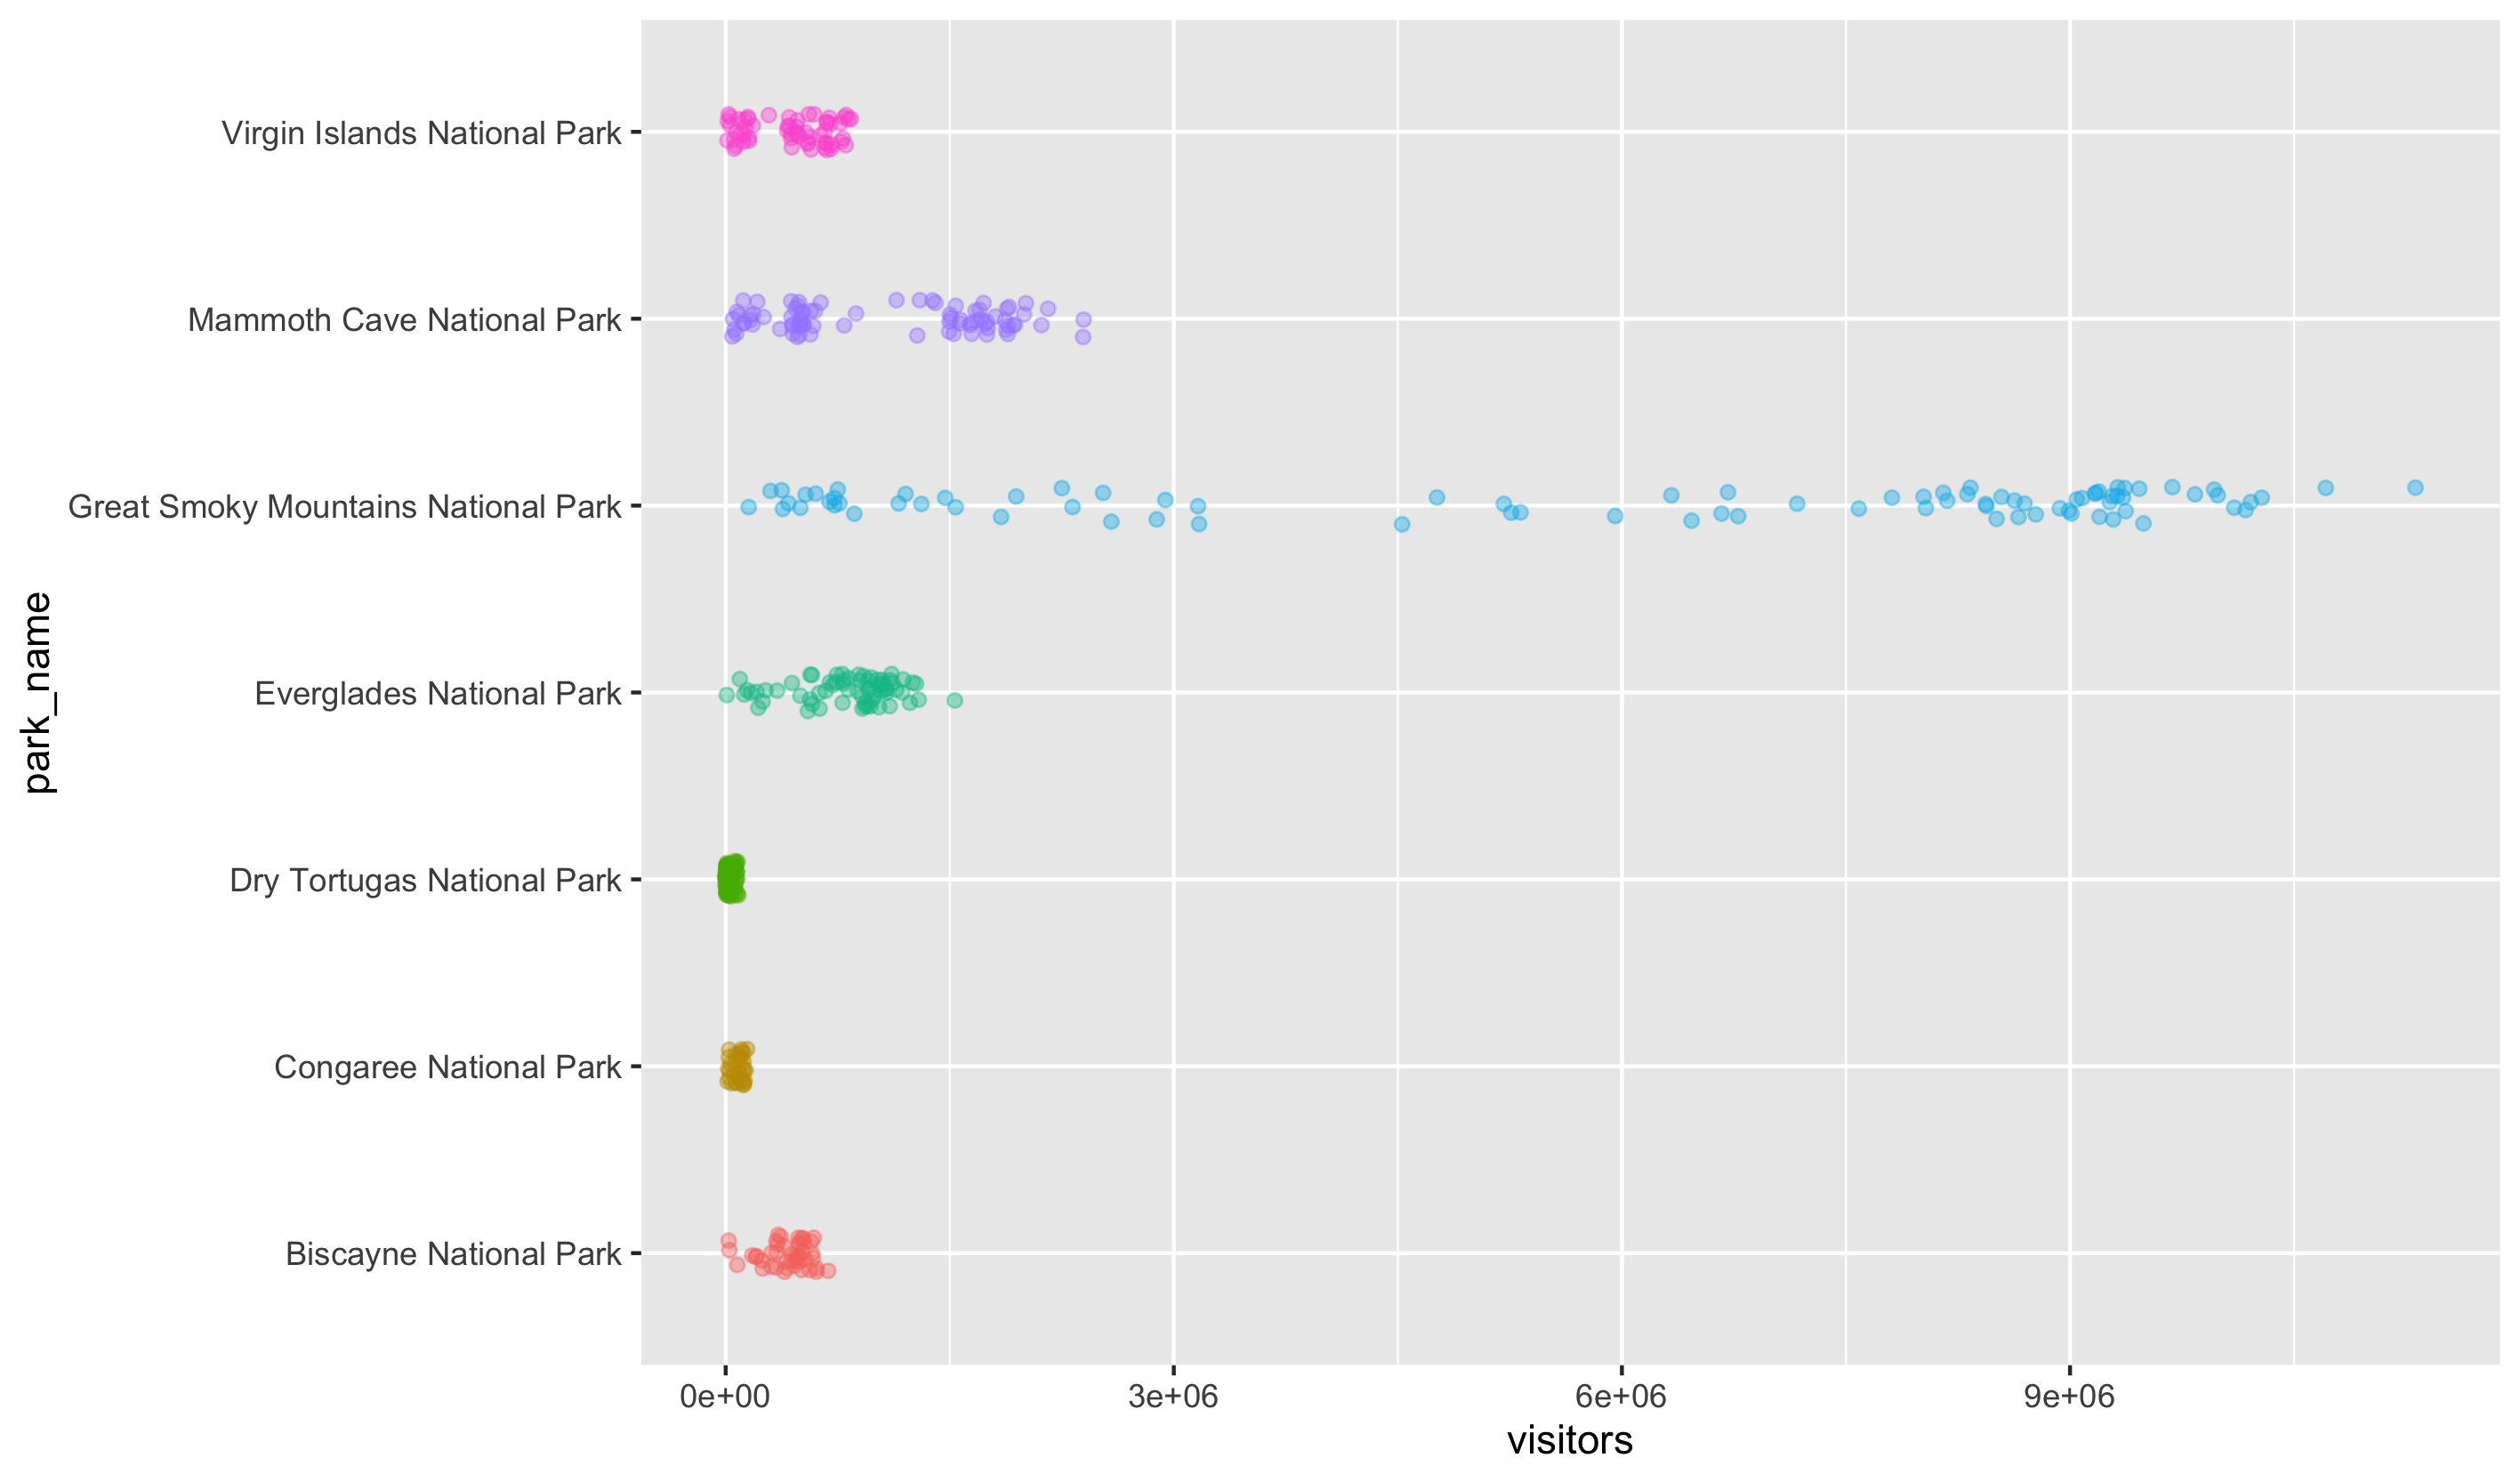 Virgin Islands National Park
Mammoth Cave National Park
Great Smoky Mountains National Park
Everglades National Park
Dry Tortugas National Park
Congaree National Park
Biscayne National Park
park_name
0e+00 3e+06 6e+06 9e+06
visitors